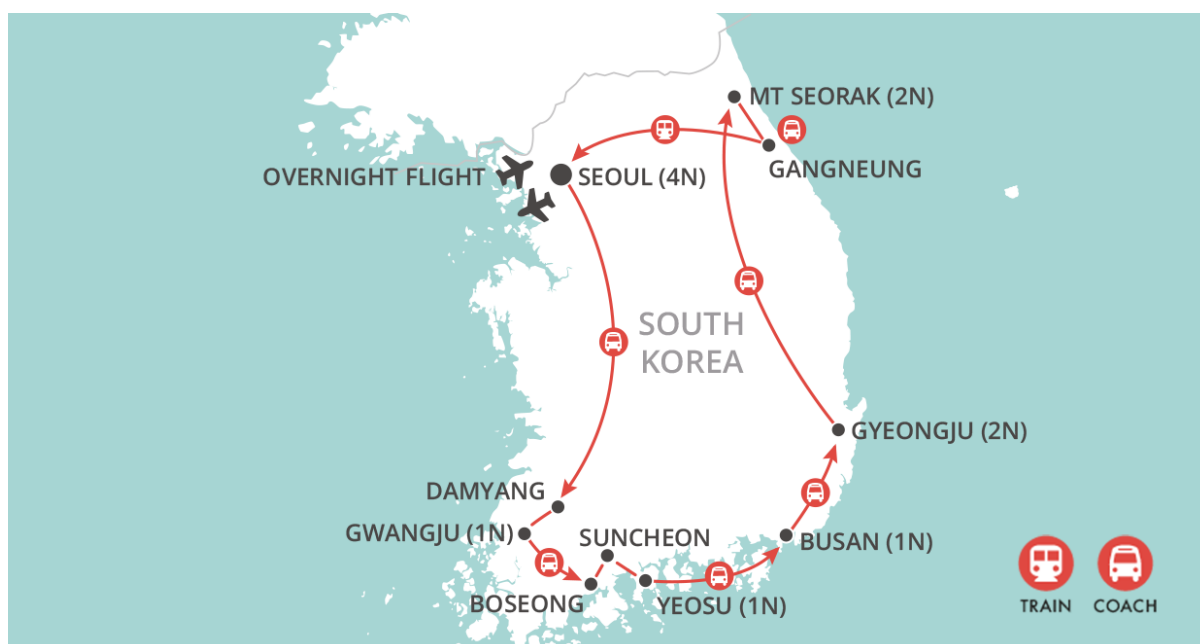 MT SEORAK (2N)
GANGNEUNG
OVERNIGHT FLIGHT
SEOUL (4N)
SOUTH
KOREA
GYEONGJU (2N)
DAMYANG
GWANGJU (1N)
SUNCHEON
BUSAN (1N)
BOSEONG
YEOSU (1N)
TRAIN
COACH